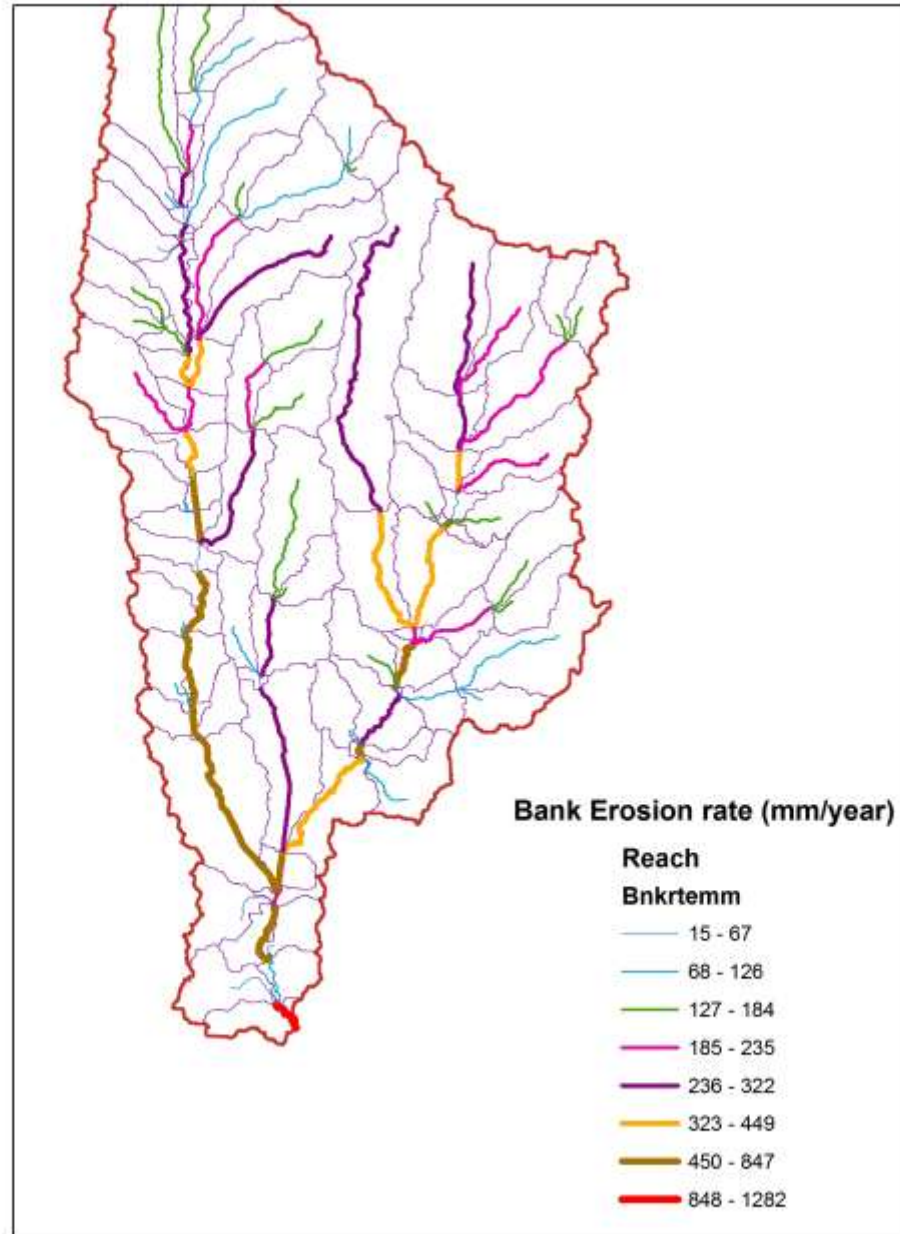 Bank Erosion rate (mm/year)
Reach
Bnkrtemm
15 - 67
68 - 126
127 - 184
185 - 235
236 - 322
323 - 449
450 - 847
848 - 1282